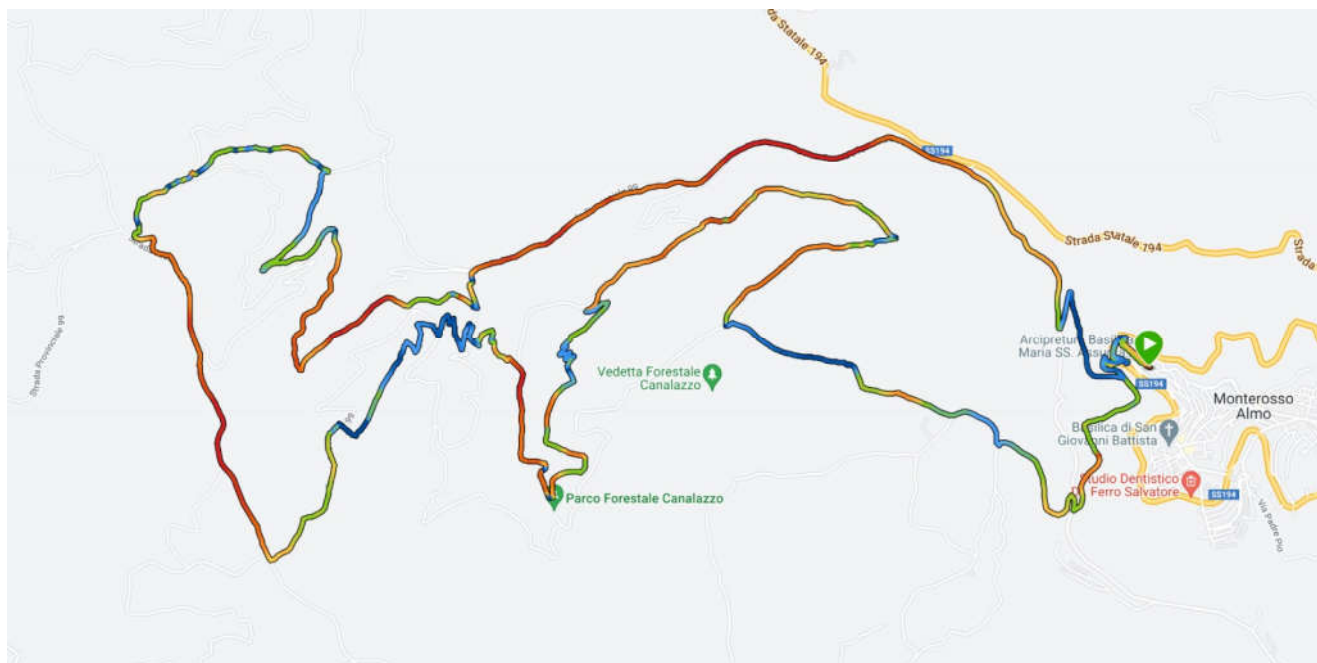 Strada Statale 194
SS194
Strada Statale 194
Strada Provinciale 99
99
Arcipretura Basilica
Maria SS. Assunta
SS194
Vedetta Forestale
Canalazzo
Monterosso
Almo
Basilica di San
Giovanni Battista
Studio Dentistico
Ferro Salvatore
SS194
Parco Forestale Canalazzo
Via Padre Pio